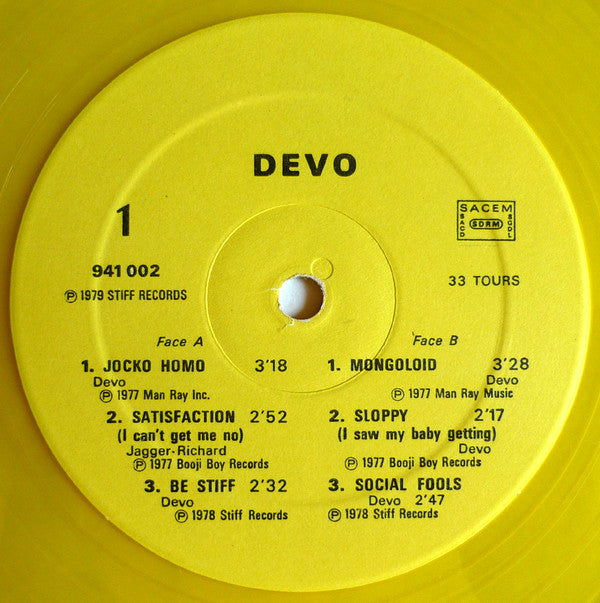 DEVO
1
SACEM
SACD
SDRM
SGDL
941 002
℗ 1979 STIFF RECORDS
33 TOURS
Face A
1. JOCKO HOMO 3'18
Devo
℗ 1977 Man Ray Inc.
2. SATISFACTION 2'52
(I can't get me no)
Jagger-Richard
℗ 1977 Booji Boy Records
3. BE STIFF 2'32
Devo
℗ 1978 Stiff Records
Face B
1. MONGOLOID 3'28
Devo
℗ 1977 Man Ray Music
2. SLOPPY 2'17
(I saw my baby getting)
Devo
℗ 1977 Booji Boy Records
3. SOCIAL FOOLS
Devo 2'47
℗ 1978 Stiff Records